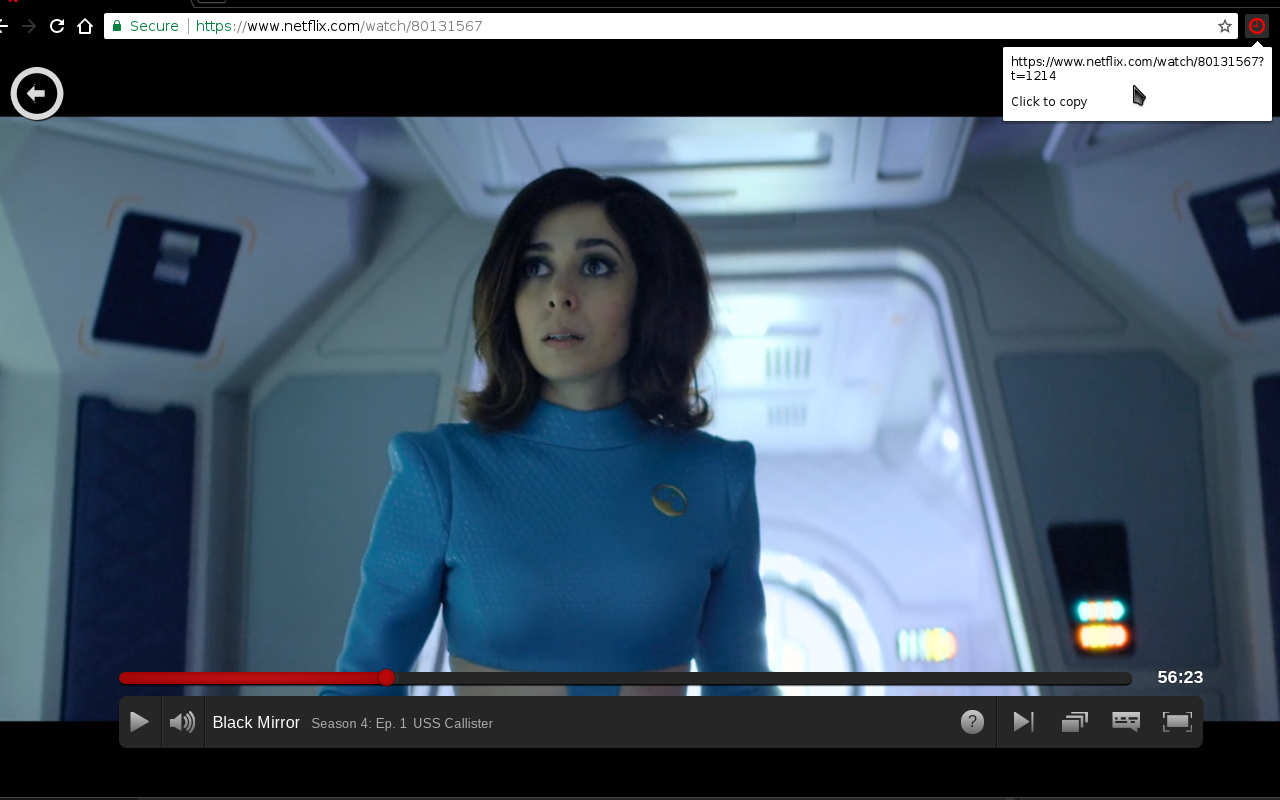 Secure https://www.netflix.com/watch/80131567
https://www.netflix.com/watch/80131567?
t=1214
Click to copy
56:23
Black Mirror Season 4: Ep. 1 USS Callister
?